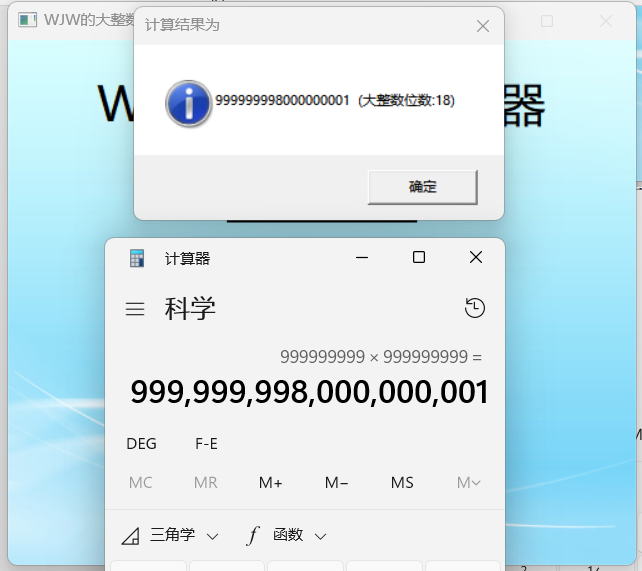 WJW的大整数
计算结果为
W
器
999999998000000001 (大整数位数:18)
确定
计算器
科学
999999999 × 999999999 =
999,999,998,000,000,001
DEG F-E
MC MR M+ M− MS M
三角学 f 函数